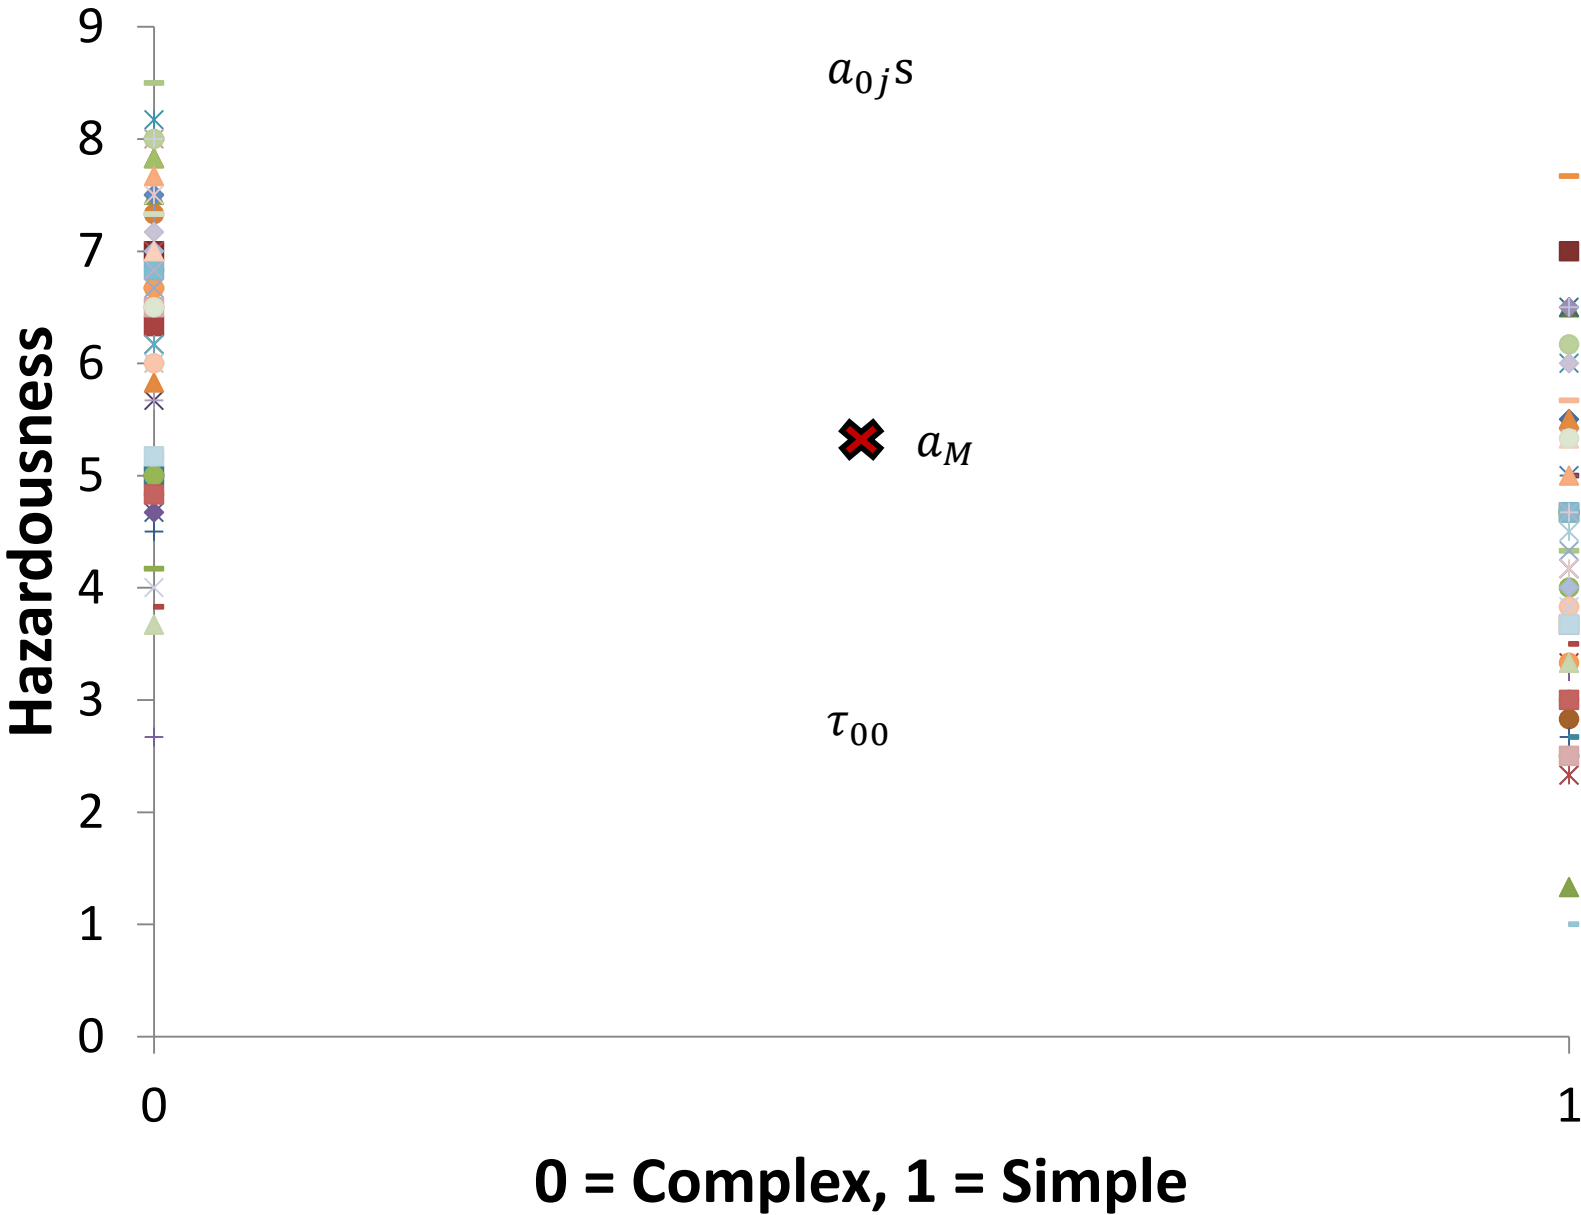 9
8
7
6
5
4
3
2
1
0
Hazardousness
a₀ⱼs
a_M
τ₀₀
0 1
0 = Complex, 1 = Simple